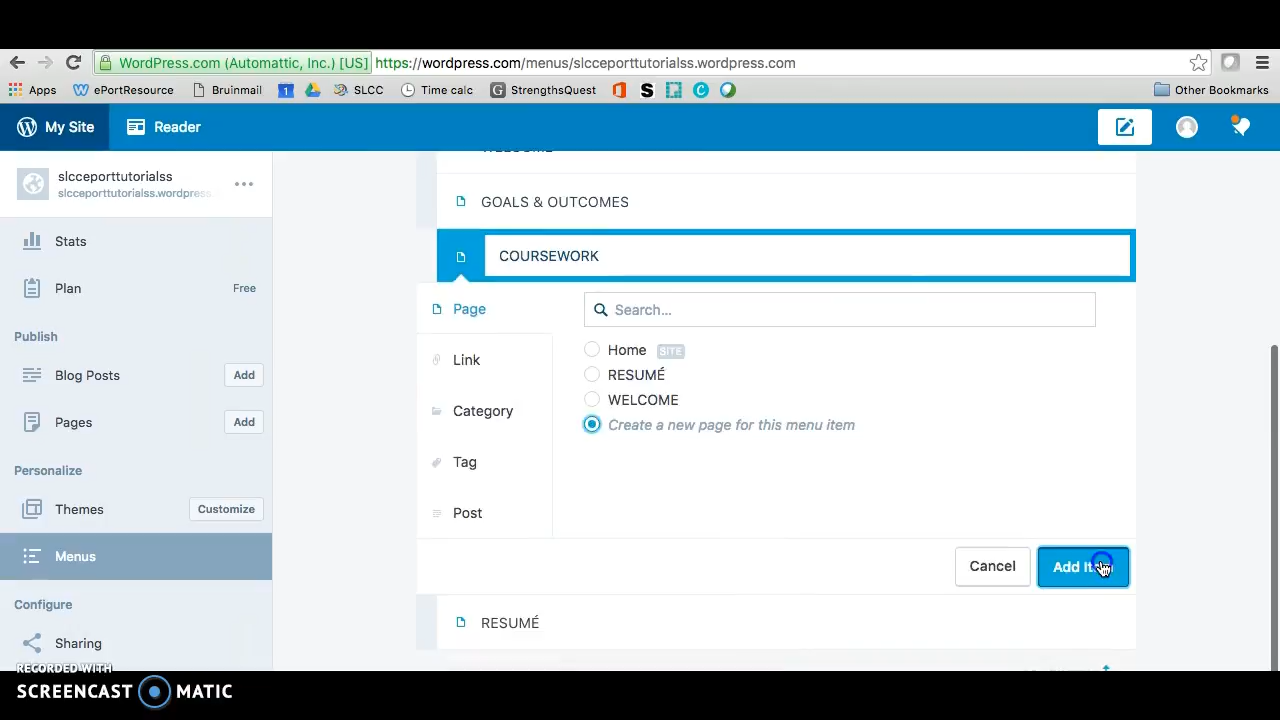 WordPress.com (Automattic, Inc.) [US] https://wordpress.com/menus/slcceporttutorialss.wordpress.com
Apps ePortResource Bruinmail 1 SLCC Time calc G StrengthsQuest S C Other Bookmarks
My Site Reader
slcceporttutorialss
slcceporttutorialss.wordpress.
Stats
Plan Free
Publish
Blog Posts Add
Pages Add
Personalize
Themes Customize
Menus
Configure
Sharing
WELCOME
GOALS & OUTCOMES
COURSEWORK
Page
Link
Category
Tag
Post
Search...
Home SITE
RESUMÉ
WELCOME
Create a new page for this menu item
Cancel Add
RESUMÉ
RECORDED WITH
SCREENCAST MATIC